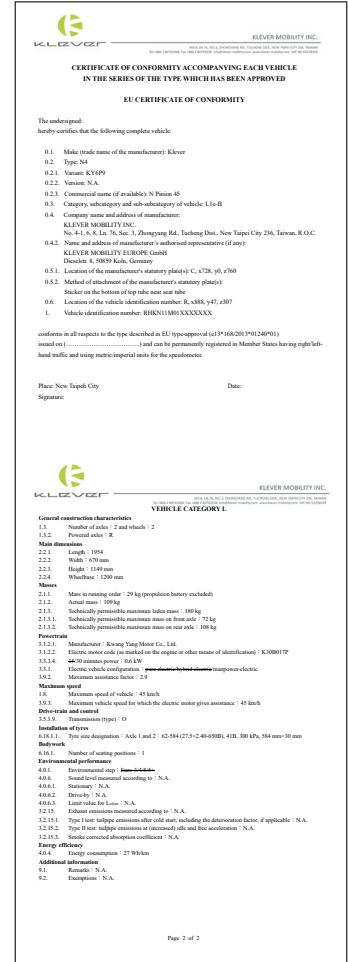 KLEVER
KLEVER MOBILITY INC.
CERTIFICATE OF CONFORMITY ACCOMPANYING EACH VEHICLE
IN THE SERIES OF THE TYPE WHICH HAS BEEN APPROVED
EU CERTIFICATE OF CONFORMITY
The undersigned:
hereby certifies that the following complete vehicle:
0.1. Make (trade name of the manufacturer): Klever
0.2. Type: N4
0.2.1. Variant: KY6P9
0.2.2. Version: N.A.
0.2.3. Commercial name (if available): N Pinion 45
0.3. Category, subcategory and sub-subcategory of vehicle: L1e-B
0.4. Company name and address of manufacturer:
KLEVER MOBILITY INC.
No. 4-1, 6, 8, Ln. 76, Sec. 3, Zhongyang Rd., Tucheng Dist., New Taipei City 236, Taiwan, R.O.C.
0.4.2. Name and address of manufacturer's authorised representative (if any):
KLEVER MOBILITY EUROPE GmbH
Dieselstr. 8, 50859 Koln, Germany
0.5.1. Location of the manufacturer's statutory plate(s): C, x728, y0, z760
0.5.2. Method of attachment of the manufacturer's statutory plate(s):
Sticker on the bottom of top tube near seat tube
0.6. Location of the vehicle identification number: R, x888, y47, z307
1. Vehicle identification number: RHKN11M01XXXXXXX
conforms in all respects to the type described in EU type-approval (e13*168/2013*01240*01)
issued on (....................................) and can be permanently registered in Member States having right/left-
hand traffic and using metric/imperial units for the speedometer.
Place: New Taipeh City Date:
Signature:
KLEVER
KLEVER MOBILITY INC.
VEHICLE CATEGORY L
General construction characteristics
1.3. Number of axles：2 and wheels：2
1.3.2. Powered axles：R
Main dimensions
2.2.1. Length：1954
2.2.2. Width：670 mm
2.2.3. Height：1149 mm
2.2.4. Wheelbase：1200 mm
Masses
2.1.1. Mass in running order：29 kg (propulsion battery excluded)
2.1.2. Actual mass：109 kg
2.1.3. Technically permissible maximum laden mass：180 kg
2.1.3.1. Technically permissible maximum mass on front axle：72 kg
2.1.3.2. Technically permissible maximum mass on rear axle：108 kg
Powertrain
3.1.2.1. Manufacturer：Kwang Yang Motor Co., Ltd.
3.1.2.2. Electric motor code (as marked on the engine or other means of identification)：K30B017P
3.3.3.4. 15/30 minutes power：0.6 kW
3.3.1. Electric vehicle configuration：pure electric/hybrid electric/manpower-electric
3.9.2. Maximum assistance factor：2.9
Maximum speed
1.8. Maximum speed of vehicle：45 km/h
3.9.3. Maximum vehicle speed for which the electric motor gives assistance：45 km/h
Drive-train and control
3.5.3.9. Transmission (type)：O
Installation of tyres
6.18.1.1. Tyre size designation：Axle 1 and 2：62-584 (27.5×2.40-650B), 41B, 300 kPa, 584 mm×30 mm
Bodywork
6.16.1. Number of seating positions：1
Environmental performance
4.0.1. Environmental step：
4.0.6. Sound level measured according to：N.A.
4.0.6.1. Stationary：N.A.
4.0.6.2. Drive-by：N.A.
4.0.6.3. Limit value for Lurban：N.A.
3.2.15. Exhaust emissions measured according to：N.A.
3.2.15.1. Type I test: tailpipe emissions after cold start, including the deterioration factor, if applicable：N.A.
3.2.15.2. Type II test: tailpipe emissions at (increased) idle and free acceleration：N.A.
3.2.15.3. Smoke corrected absorption coefficient：N.A.
Energy efficiency
4.0.4. Energy consumption：27 Wh/km
Additional information
9.1. Remarks：N.A.
9.2. Exemptions：N.A.
Page 2 of 2